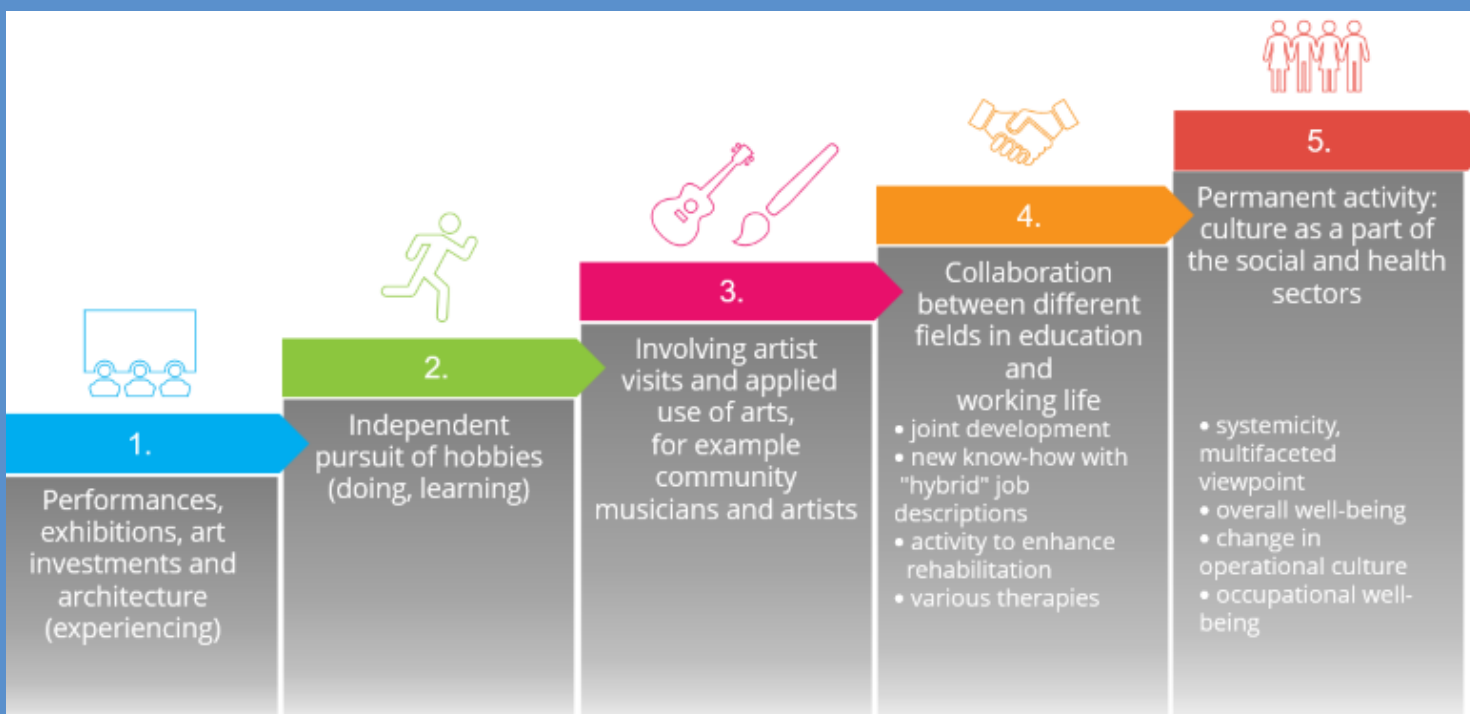 1.
Performances,
exhibitions, art
investments and
architecture
(experiencing)
2.
Independent
pursuit of hobbies
(doing, learning)
3.
Involving artist
visits and applied
use of arts,
for example
community
musicians and artists
4.
Collaboration
between different
fields in education
and
working life
• joint development
• new know-how with
"hybrid" job
descriptions
• activity to enhance
rehabilitation
• various therapies
5.
Permanent activity:
culture as a part of
the social and health
sectors
• systemicity,
multifaceted
viewpoint
• overall well-being
• change in
operational culture
• occupational well-
being